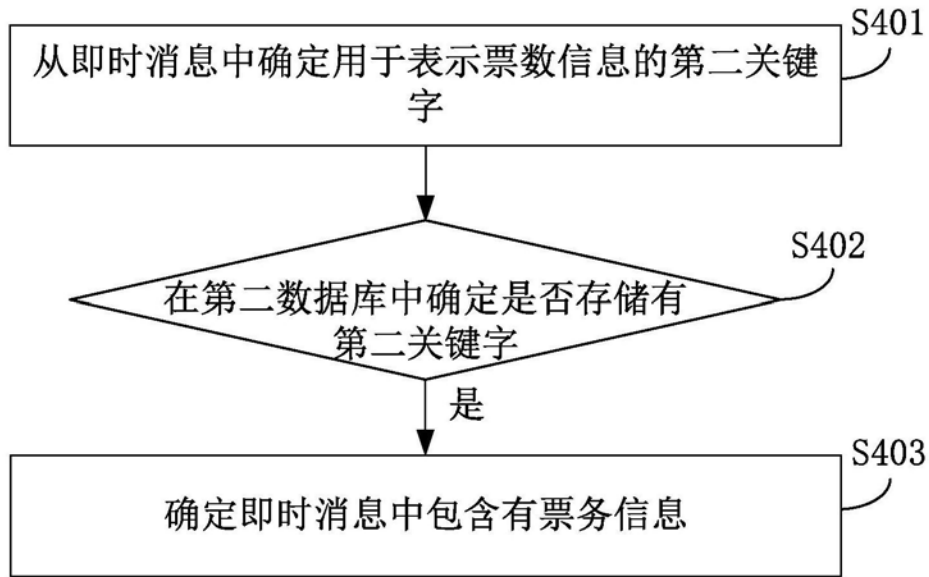 S401
从即时消息中确定用于表示票数信息的第二关键
字
S402
在第二数据库中确定是否存储有
第二关键字
是
S403
确定即时消息中包含有票务信息